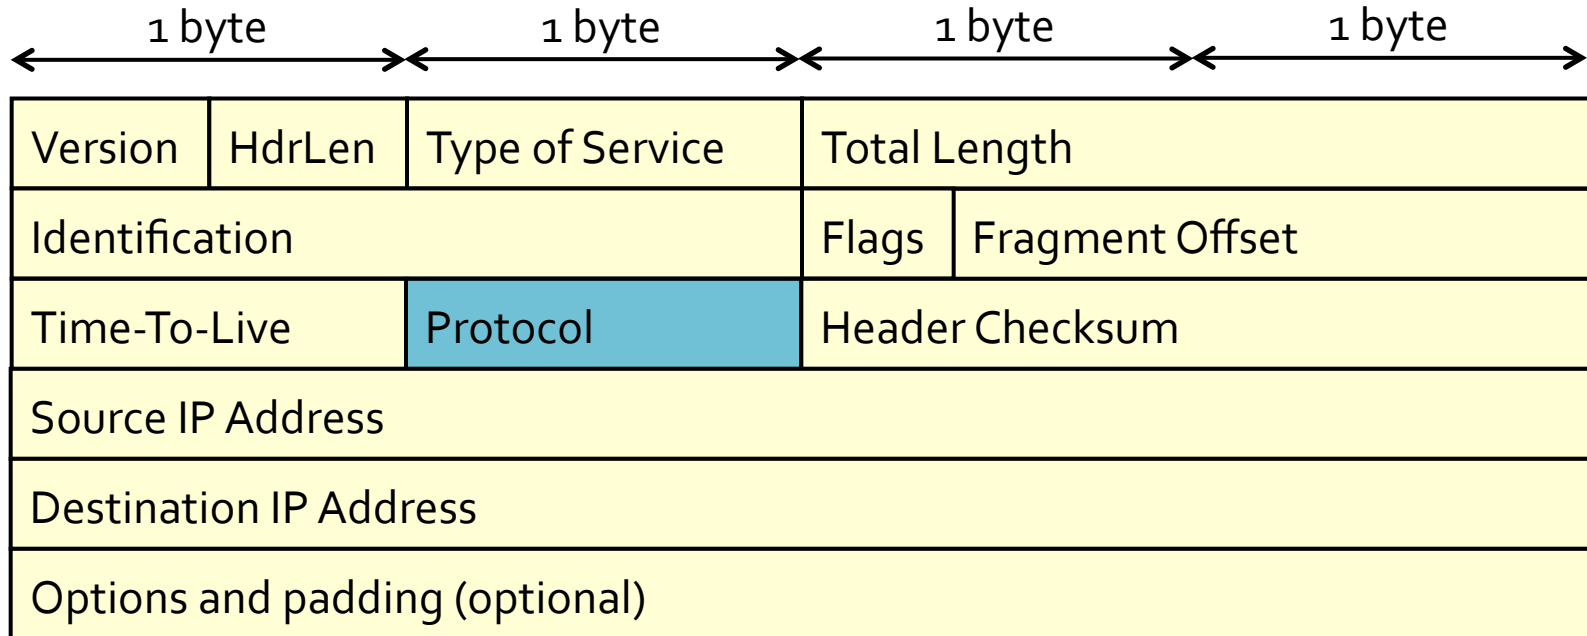 1 byte 1 byte 1 byte 1 byte
Version HdrLen Type of Service Total Length
Identification Flags Fragment Offset
Time-To-Live Protocol Header Checksum
Source IP Address
Destination IP Address
Options and padding (optional)